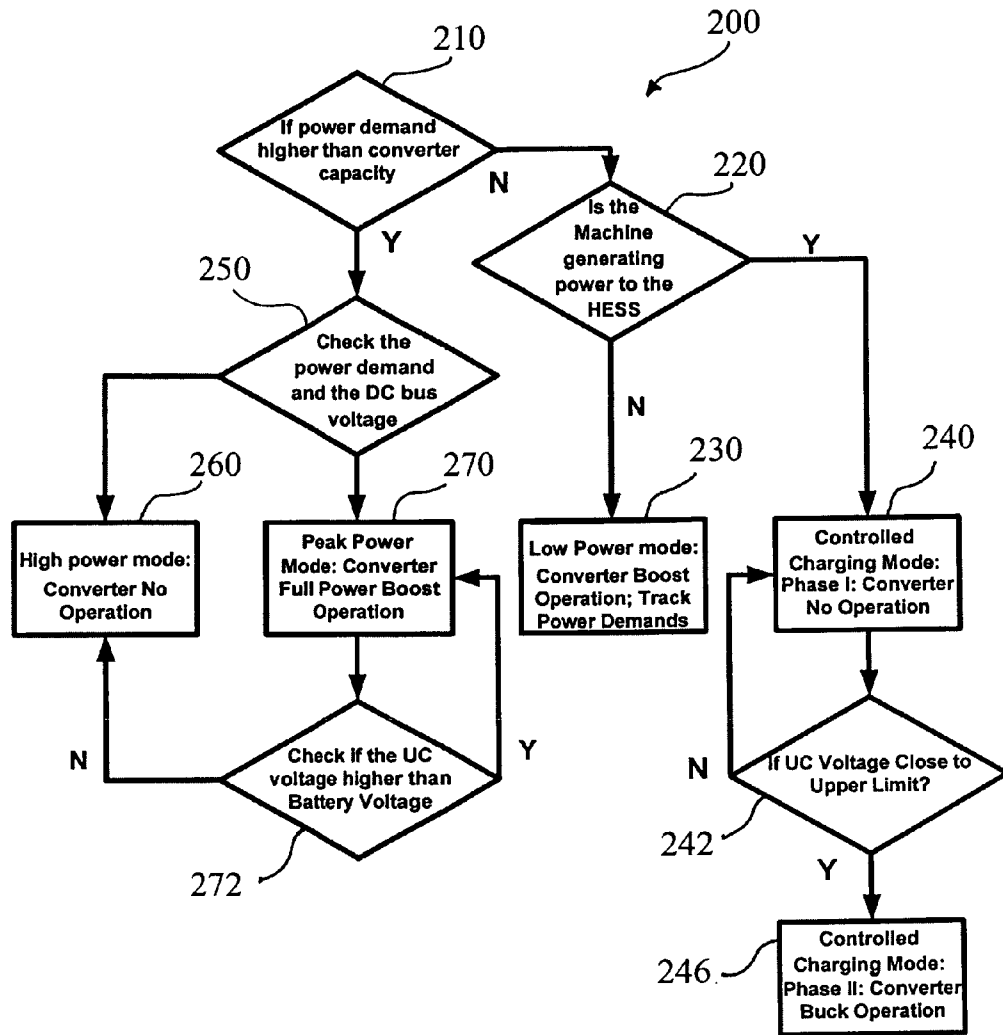 200
210
If power demand
higher than converter
capacity
N
Y
220
Is the
Machine
generating
power to the
HESS
Y
N
250
Check the
power demand
and the DC bus
voltage
260
High power mode:
Converter No
Operation
270
Peak Power
Mode: Converter
Full Power Boost
Operation
230
Low Power mode:
Converter Boost
Operation; Track
Power Demands
240
Controlled
Charging Mode:
Phase I: Converter
No Operation
N
Check if the UC
voltage higher than
Battery Voltage
Y
272
N
If UC Voltage Close to
Upper Limit?
242
Y
246
Controlled
Charging Mode:
Phase II: Converter
Buck Operation